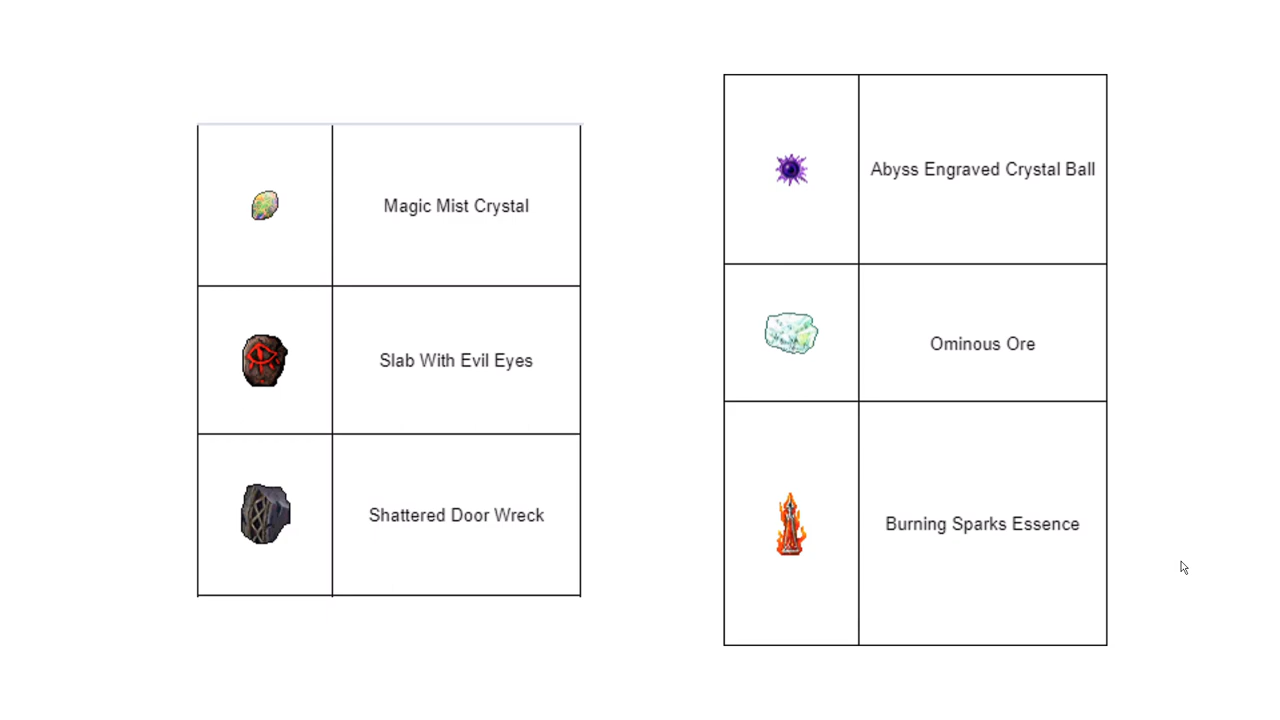 Magic Mist Crystal
Slab With Evil Eyes
Shattered Door Wreck
Abyss Engraved Crystal Ball
Ominous Ore
Burning Sparks Essence